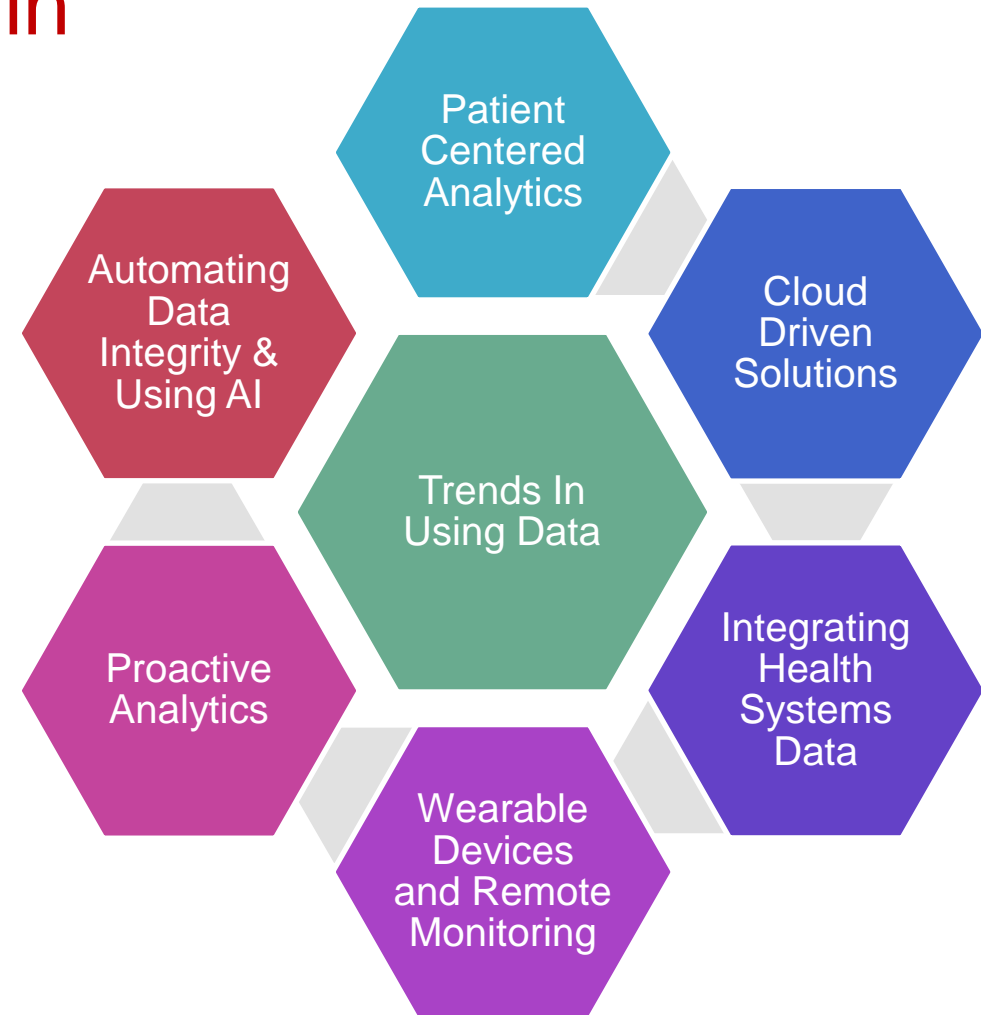 in
Patient
Centered
Analytics
Cloud
Driven
Solutions
Integrating
Health
Systems
Data
Wearable
Devices
and Remote
Monitoring
Proactive
Analytics
Automating
Data
Integrity &
Using AI
Trends In
Using Data